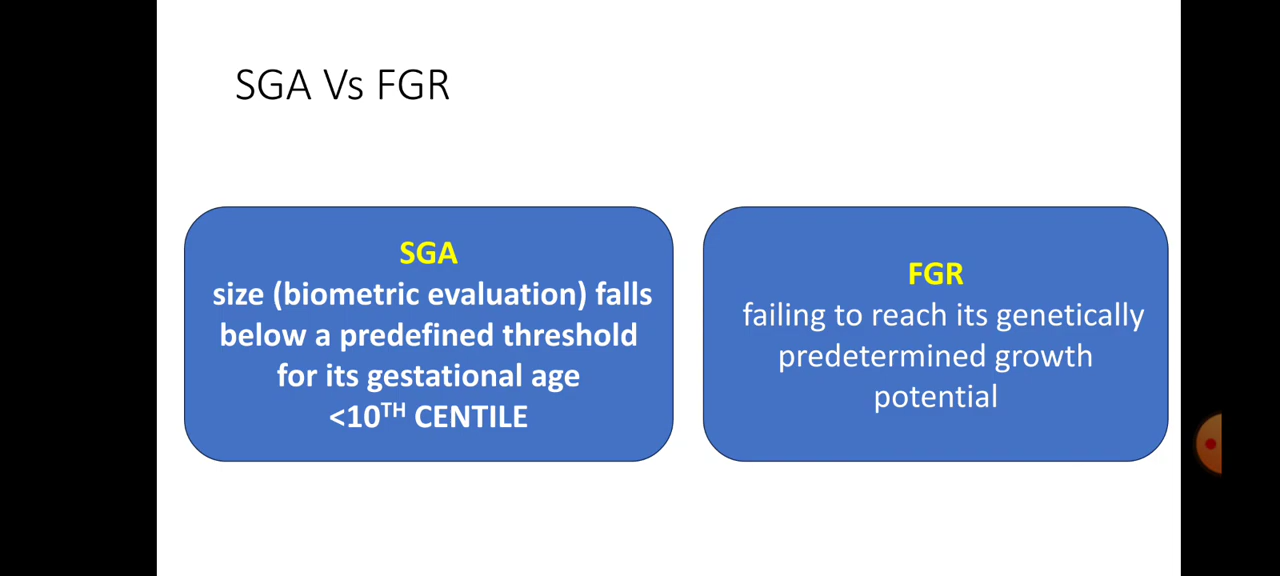 SGA Vs FGR
SGA
size (biometric evaluation) falls
below a predefined threshold
for its gestational age
<10TH CENTILE
FGR
failing to reach its genetically
predetermined growth
potential